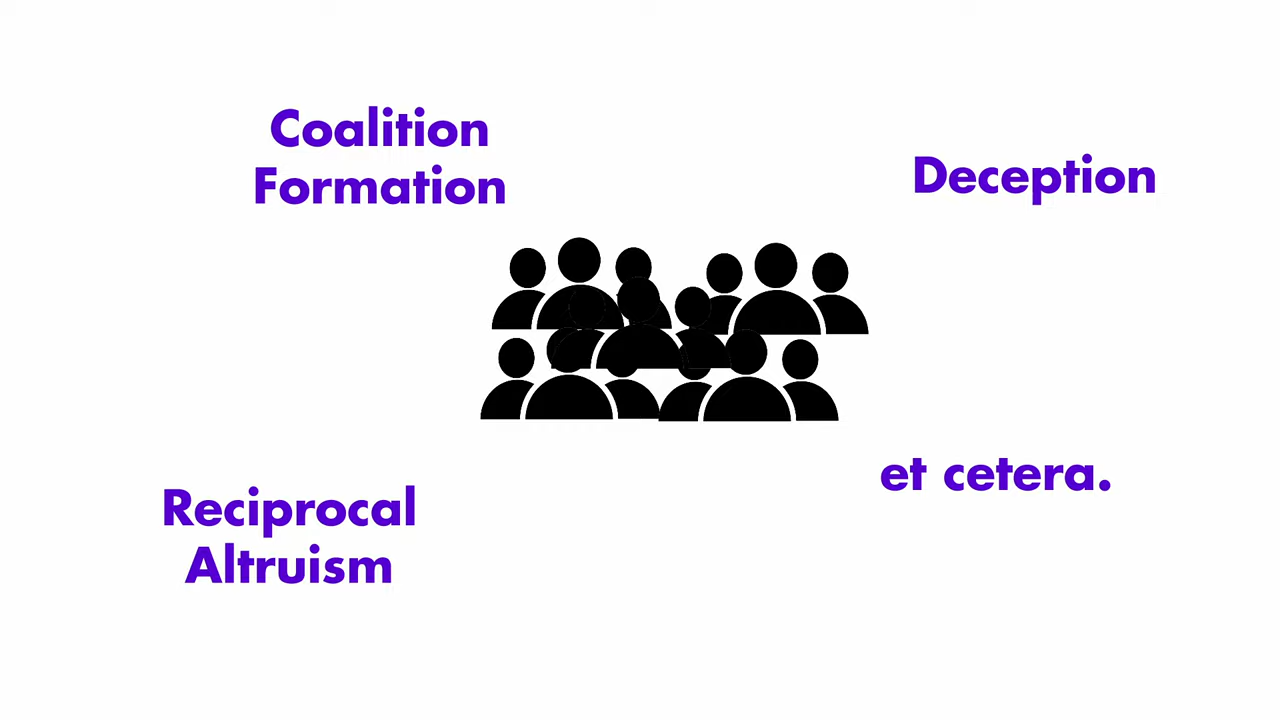 Coalition
Formation
Deception
et cetera.
Reciprocal
Altruism